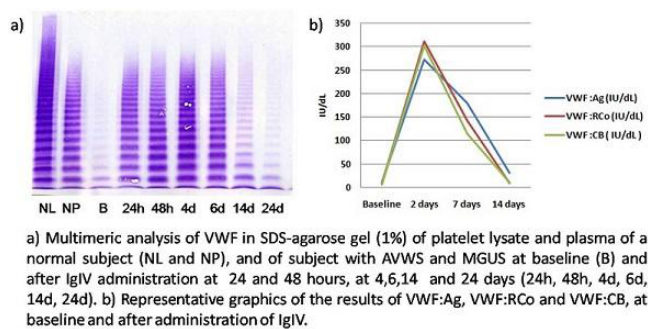 a)
NL NP B 24h 48h 4d 6d 14d 24d
b)
IU/dL
350
300
250
200
150
100
50
0
Baseline 2 days 7 days 14 days
VWF:Ag (IU/dL)
VWF:RCo (IU/dL)
VWF:CB ( IU/dL )
a) Multimeric analysis of VWF in SDS-agarose gel (1%) of platelet lysate and plasma of a
normal subject (NL and NP), and of subject with AVWS and MGUS at baseline (B) and
after IgIV administration at 24 and 48 hours, at 4,6,14 and 24 days (24h, 48h, 4d, 6d,
14d, 24d). b) Representative graphics of the results of VWF:Ag, VWF:RCo and VWF:CB, at
baseline and after administration of IgIV.